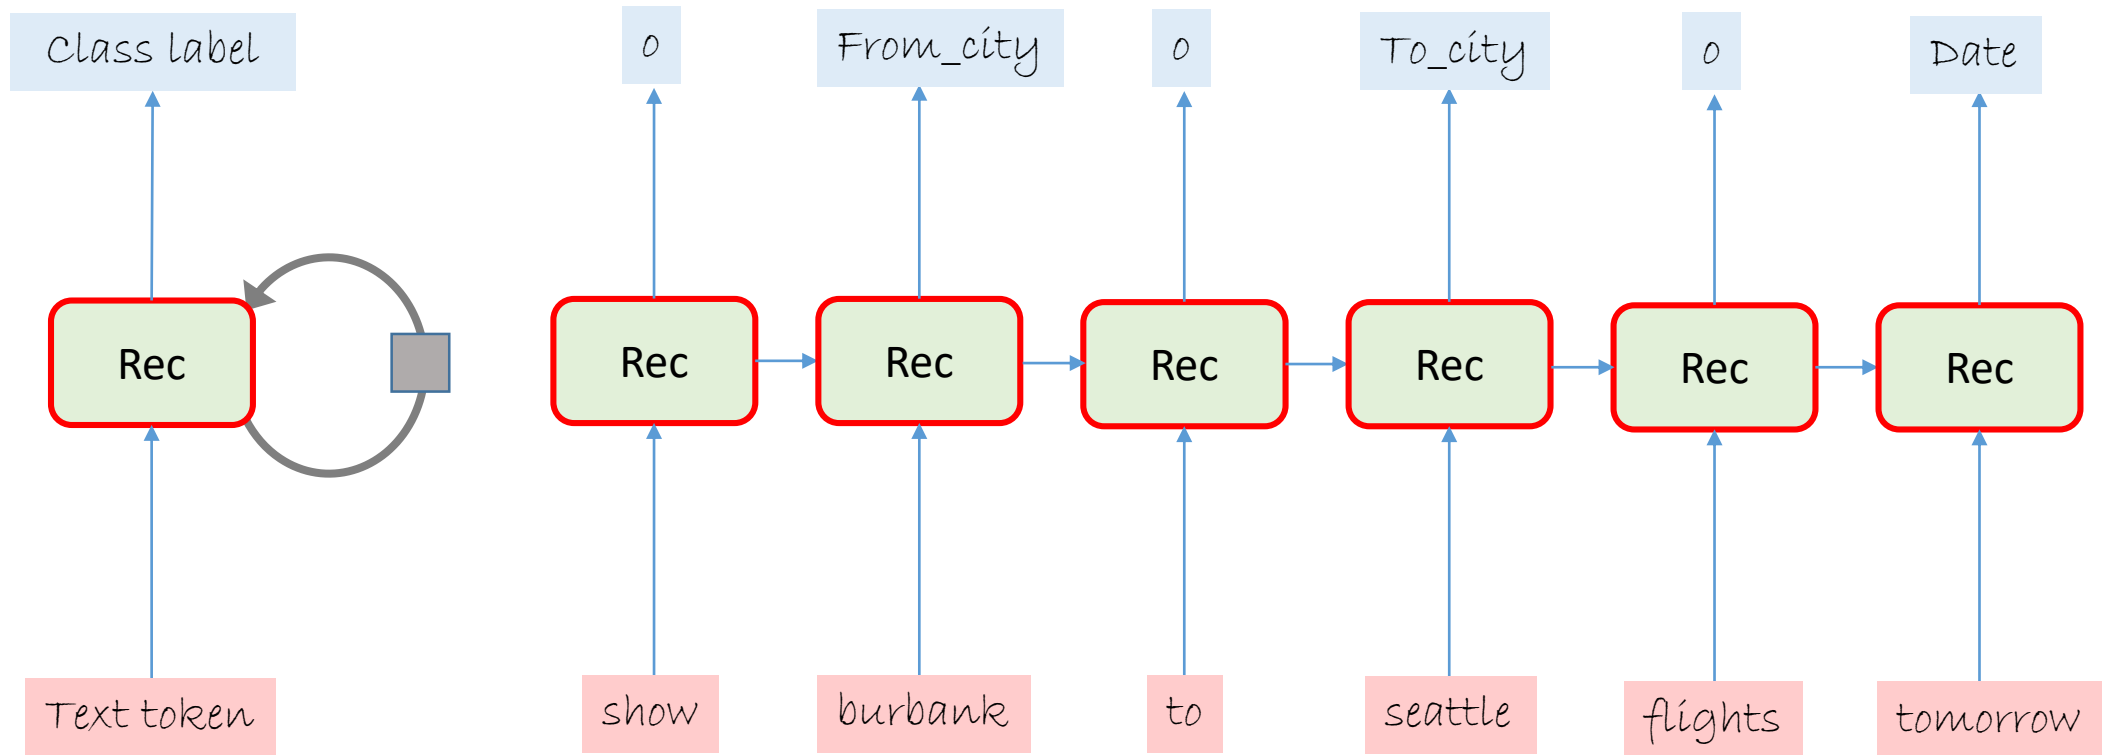 Class label
o
From_city
o
To_city
o
Date
Rec
Rec
Rec
Rec
Rec
Rec
Rec
Text token
show
burbank
to
seattle
flights
tomorrow